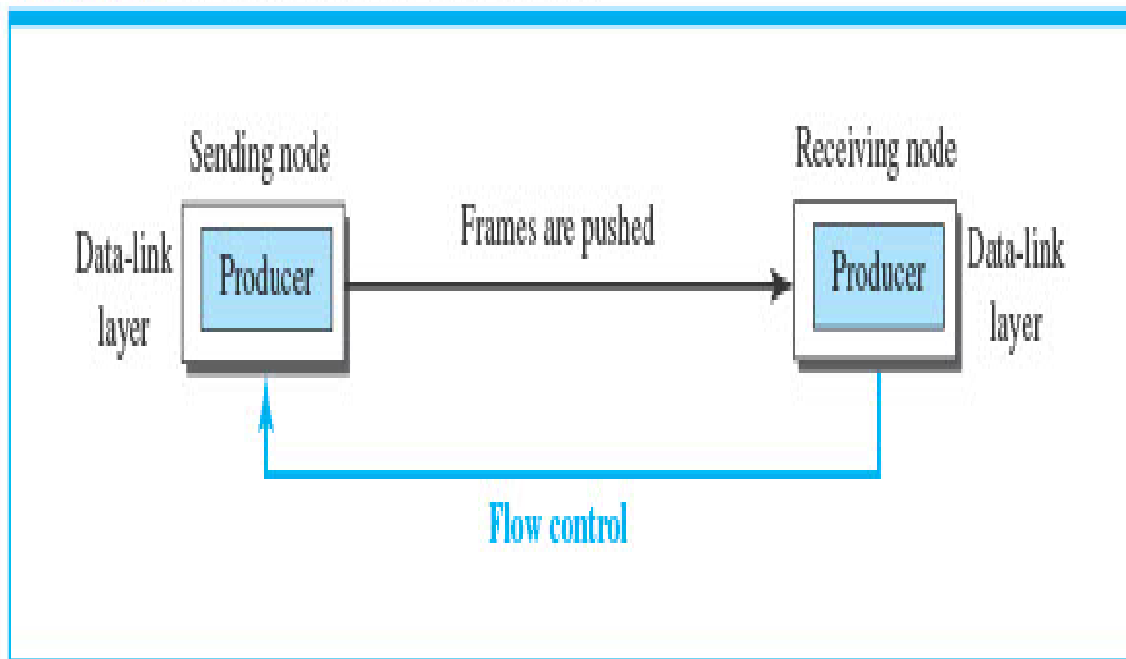 Sending node
Receiving node
Frames are pushed
Data-link
layer
Producer
Producer
Data-link
layer
Flow control